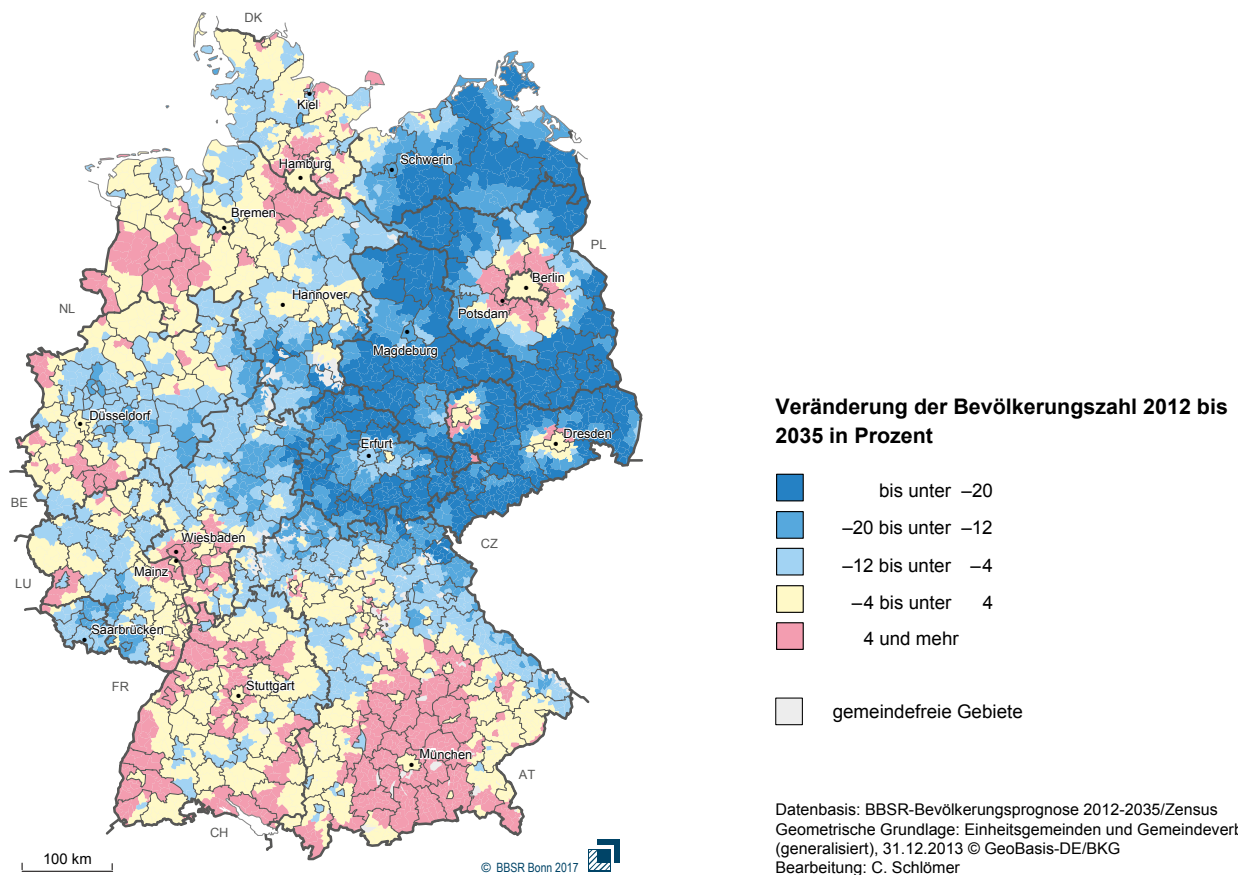 DK
Kiel
Hamburg
Schwerin
Bremen
PL
Berlin
Hannover
NL
Potsdam
Magdeburg
Düsseldorf
Dresden
Erfurt
BE
Wiesbaden
CZ
Mainz
LU
Saarbrücken
FR
Stuttgart
München
AT
CH
100 km
© BBSR Bonn 2017
Veränderung der Bevölkerungszahl 2012 bis
2035 in Prozent
bis unter –20
–20 bis unter –12
–12 bis unter –4
–4 bis unter 4
4 und mehr
gemeindefreie Gebiete
Datenbasis: BBSR-Bevölkerungsprognose 2012-2035/Zensus
Geometrische Grundlage: Einheitsgemeinden und Gemeindeverb
(generalisiert), 31.12.2013 © GeoBasis-DE/BKG
Bearbeitung: C. Schlömer